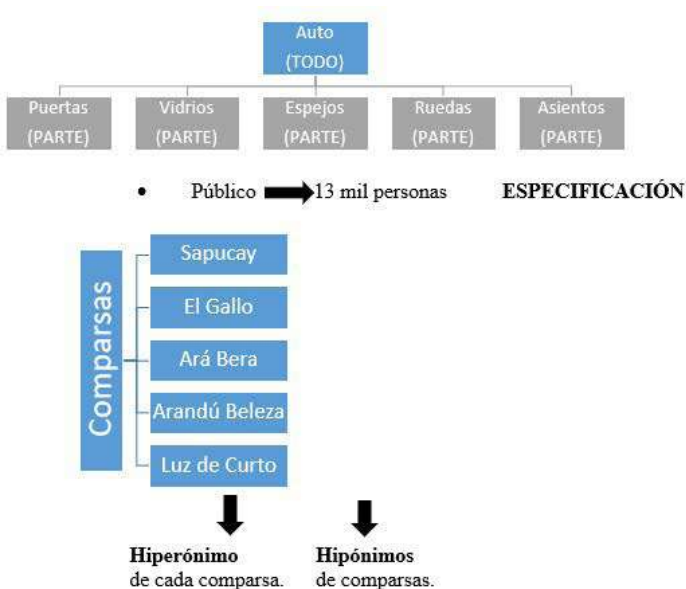 Auto
(TODO)
Puertas
(PARTE)
Vidrios
(PARTE)
Espejos
(PARTE)
Ruedas
(PARTE)
Asientos
(PARTE)
• Público 13 mil personas ESPECIFICACIÓN
Comparsas
Sapucay
El Gallo
Ará Bera
Arandú Beleza
Luz de Curto
Hiperónimo
de cada comparsa.
Hipónimos
de comparsas.